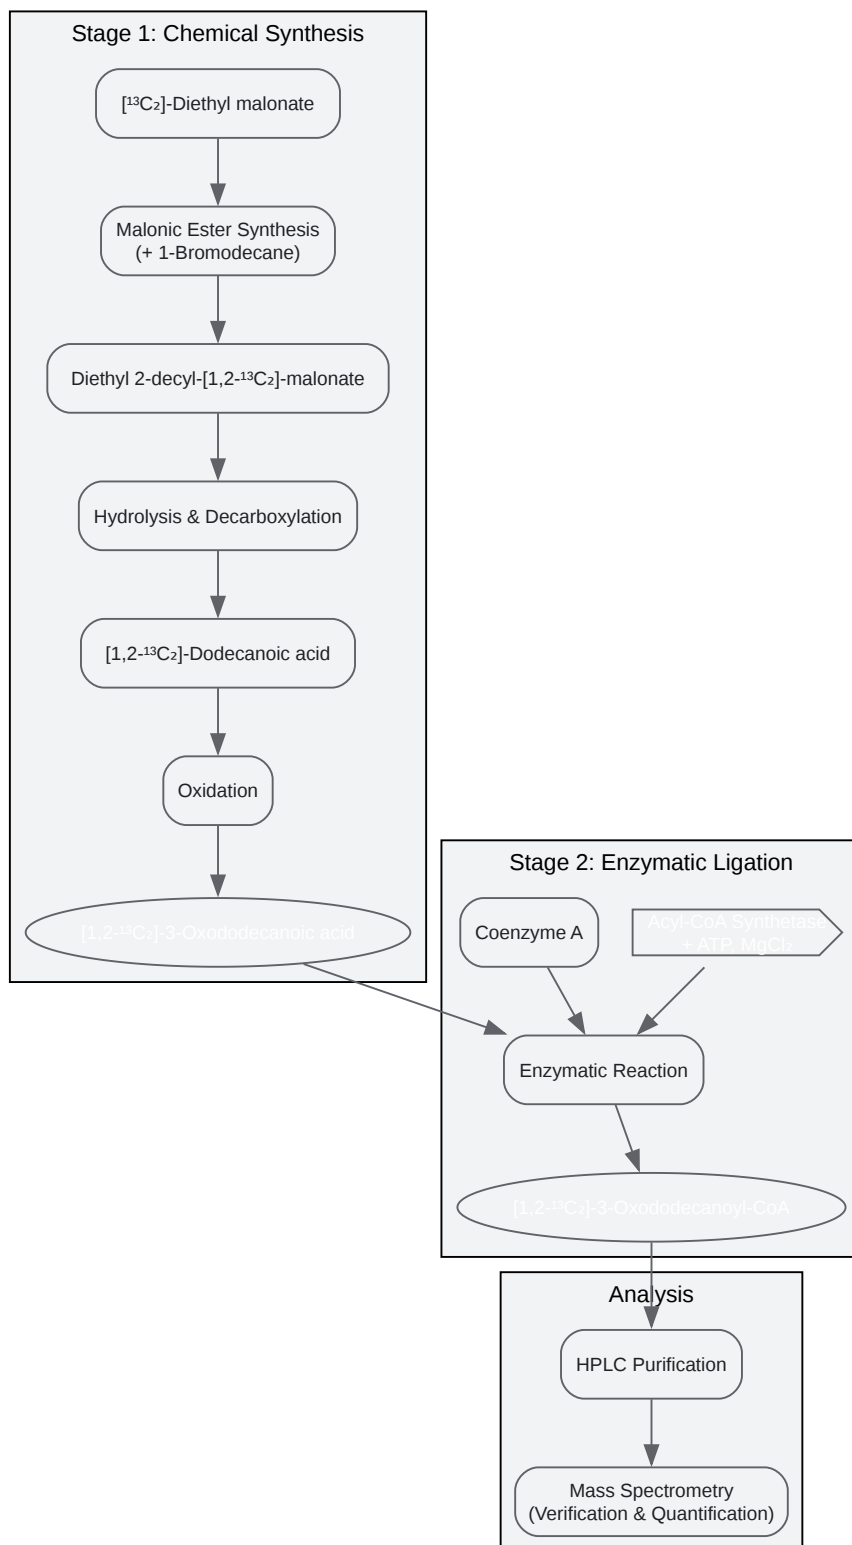 Stage 1: Chemical Synthesis
[¹³C₂]-Diethyl malonate
Malonic Ester Synthesis
(+ 1-Bromodecane)
Diethyl 2-decyl-[1,2-¹³C₂]-malonate
Hydrolysis & Decarboxylation
[1,2-¹³C₂]-Dodecanoic acid
Oxidation
[1,2-¹³C₂]-3-Oxododecanoic acid
Stage 2: Enzymatic Ligation
Coenzyme A
Acyl-CoA Synthetase
+ ATP, MgCl₂
Enzymatic Reaction
[1,2-¹³C₂]-3-Oxododecanoyl-CoA
Analysis
HPLC Purification
Mass Spectrometry
(Verification & Quantification)